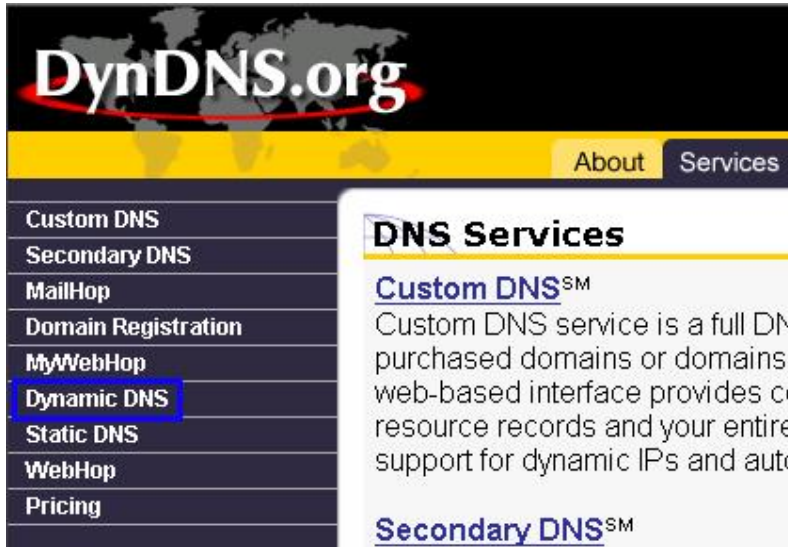 DynDNS.org
About Services
Custom DNS
Secondary DNS
MailHop
Domain Registration
MyWebHop
Dynamic DNS
Static DNS
WebHop
Pricing
DNS Services
Custom DNS℠
Custom DNS service is a full
purchased domains or domains
web-based interface provides
resource records and your entire
support for dynamic IPs and
Secondary DNS℠